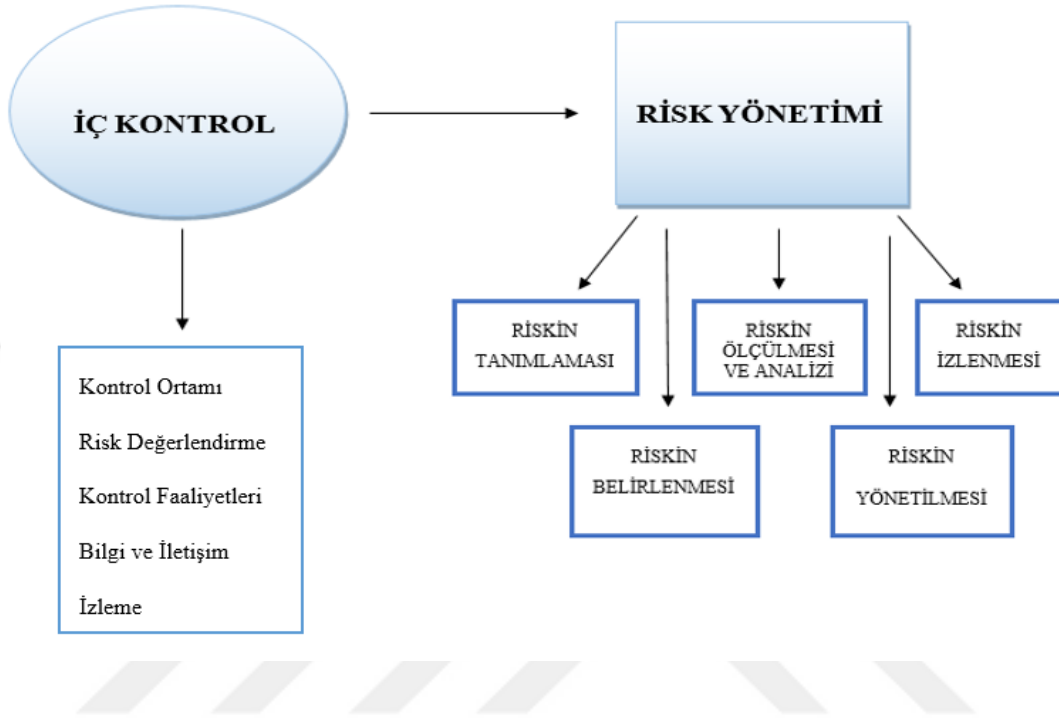 İÇ KONTROL
RİSK YÖNETİMİ
Kontrol Ortamı
Risk Değerlendirme
Kontrol Faaliyetleri
Bilgi ve İletişim
İzleme
RİSKİN
TANIMLAMASI
RİSKİN
BELİRLENMESİ
RİSKİN
ÖLÇÜLMESİ
VE ANALİZİ
RİSKİN
YÖNETİLMESİ
RİSKİN
İZLENMESİ